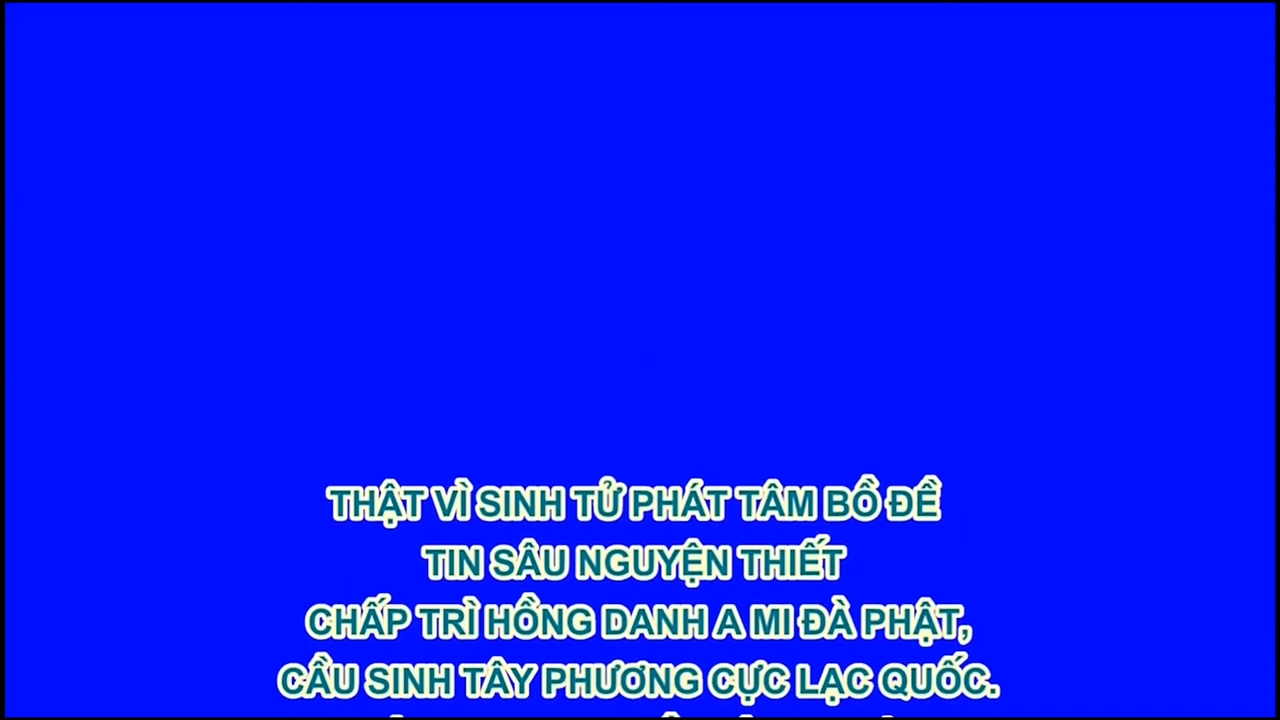 THẬT VÌ SINH TỬ PHÁT TÂM BỒ ĐỀ
TIN SÂU NGUYỆN THIẾT
CHẤP TRÌ HỒNG DANH A MI ĐÀ PHẬT,
CẦU SINH TÂY PHƯƠNG CỰC LẠC QUỐC.